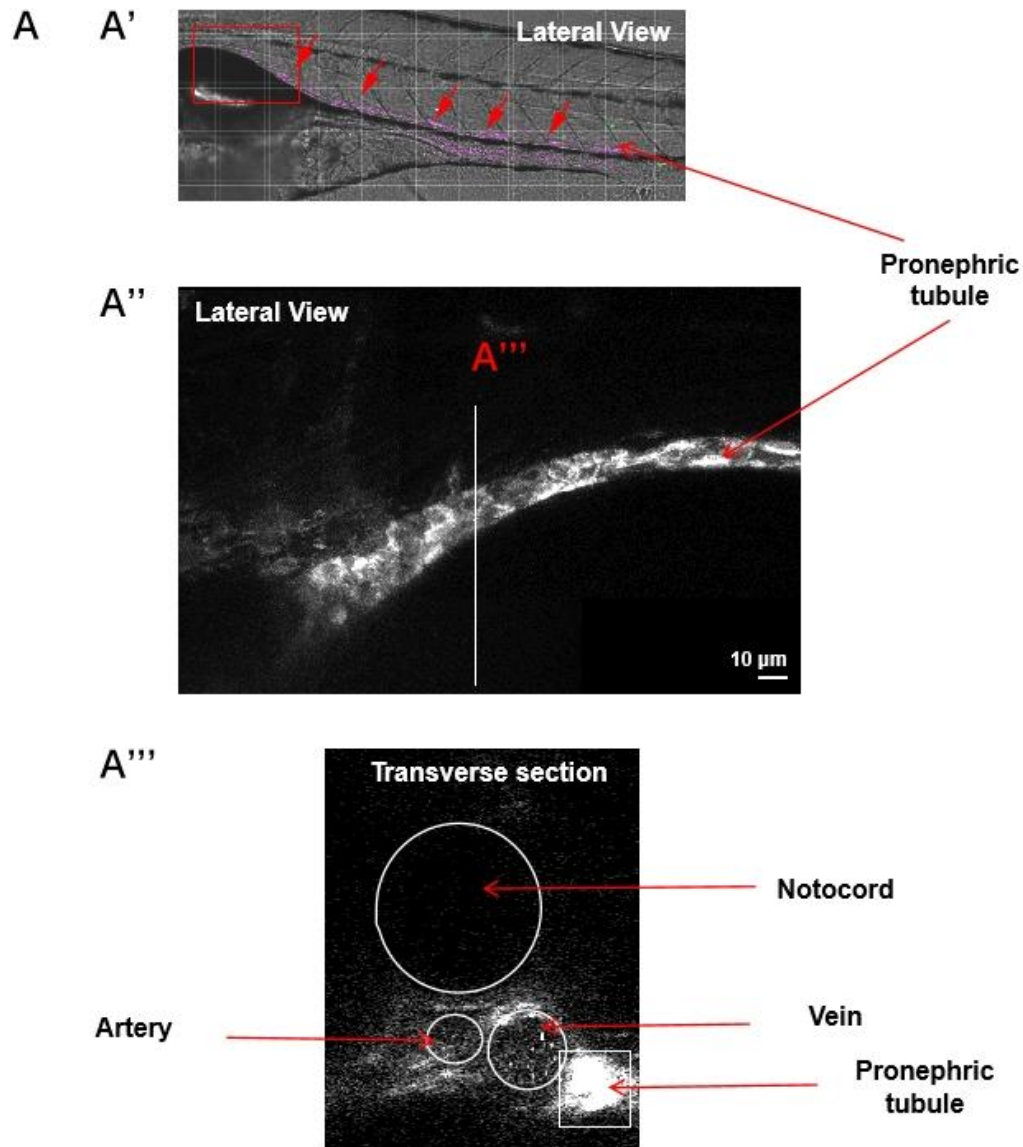 A
A’
Lateral View
Pronephric
tubule
A’’
Lateral View
A’’’
10 µm
A’’’
Transverse section
Notocord
Artery
Vein
Pronephric
tubule